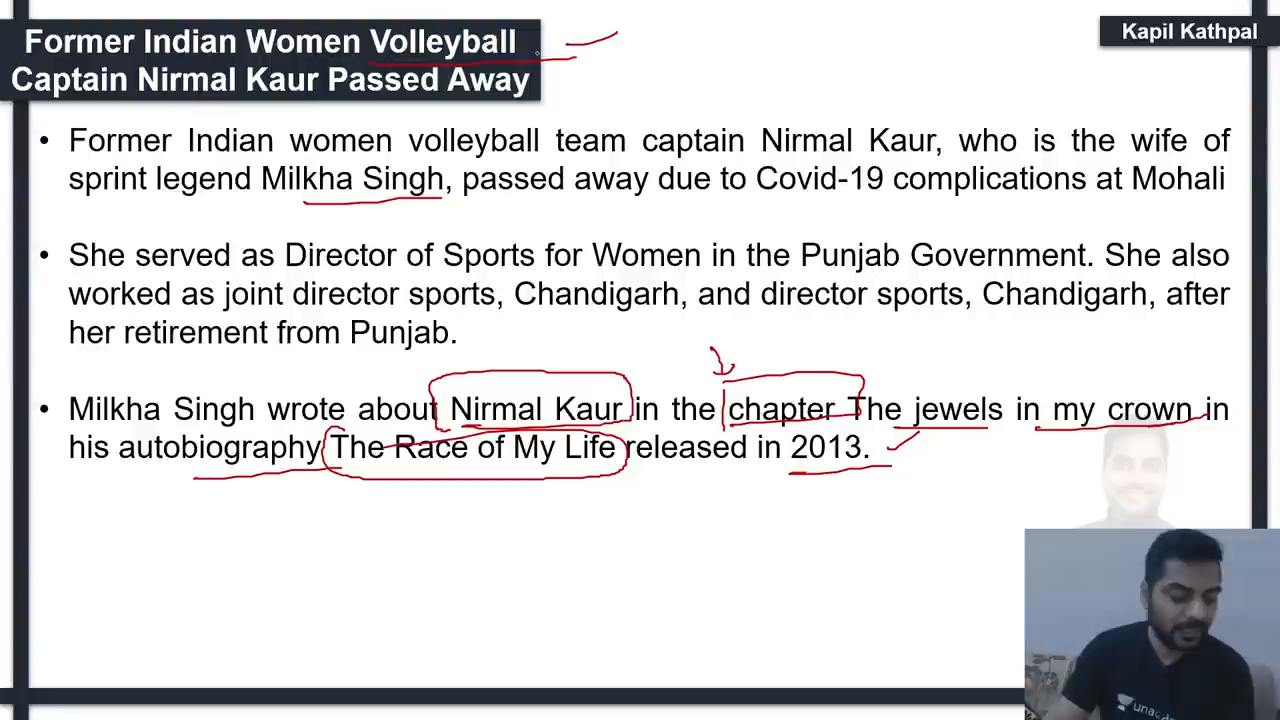 Former Indian Women Volleyball
Captain Nirmal Kaur Passed Away
Kapil Kathpal
• Former Indian women volleyball team captain Nirmal Kaur, who is the wife of
sprint legend Milkha Singh, passed away due to Covid-19 complications at Mohali
• She served as Director of Sports for Women in the Punjab Government. She also
worked as joint director sports, Chandigarh, and director sports, Chandigarh, after
her retirement from Punjab.
• Milkha Singh wrote about Nirmal Kaur in the chapter The jewels in my crown in
his autobiography The Race of My Life released in 2013.